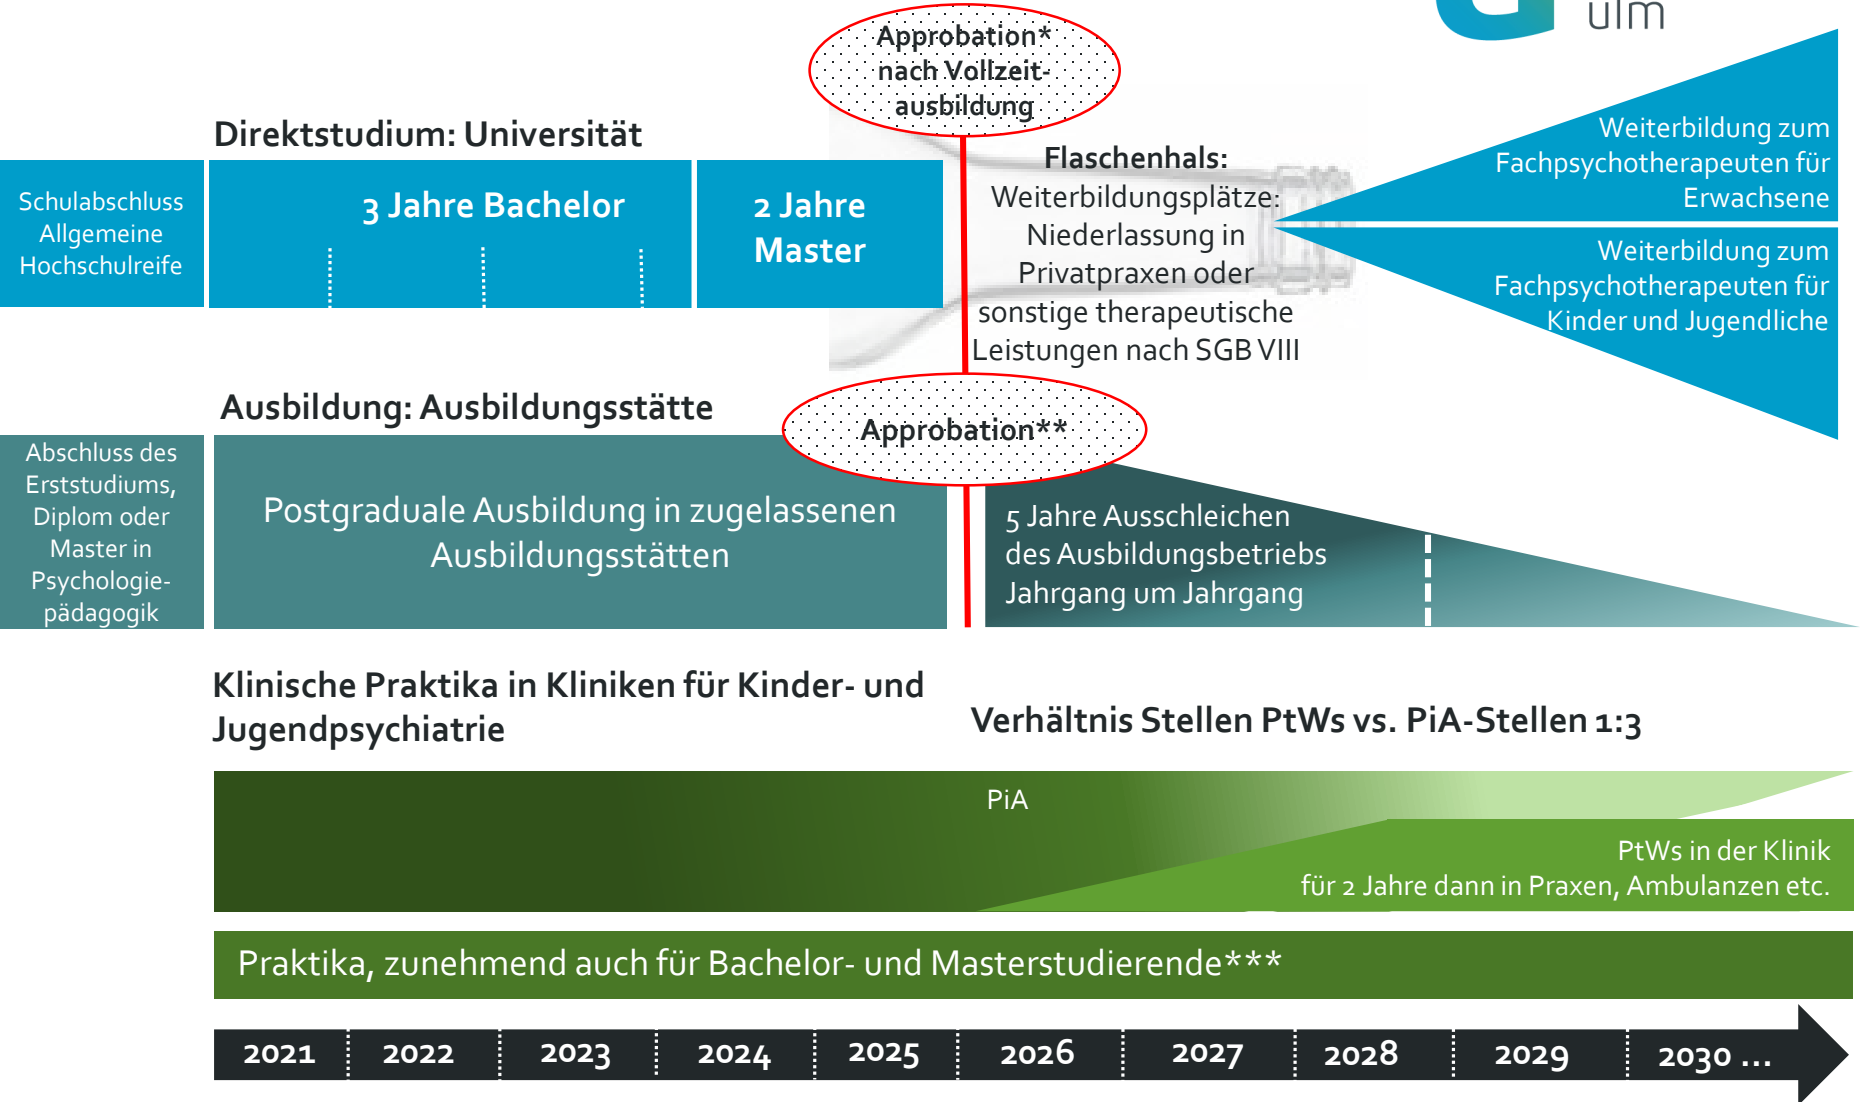 ulm
Approbation*
nach Vollzeit-
ausbildung
Direktstudium: Universität
Schulabschluss
Allgemeine
Hochschulreife
3 Jahre Bachelor
2 Jahre
Master
Flaschenhals:
Weiterbildungsplätze:
Niederlassung in
Privatpraxen oder
sonstige therapeutische
Leistungen nach SGB VIII
Weiterbildung zum
Fachpsychotherapeuten für
Erwachsene
Weiterbildung zum
Fachpsychotherapeuten für
Kinder und Jugendliche
Ausbildung: Ausbildungsstätte
Approbation**
Abschluss des
Erststudiums,
Diplom oder
Master in
Psychologie-
pädagogik
Postgraduale Ausbildung in zugelassenen
Ausbildungsstätten
5 Jahre Ausschleichen
des Ausbildungsbetriebs
Jahrgang um Jahrgang
Klinische Praktika in Kliniken für Kinder- und
Jugendpsychiatrie
Verhältnis Stellen PtWs vs. PiA-Stellen 1:3
PiA
PtWs in der Klinik
für 2 Jahre dann in Praxen, Ambulanzen etc.
Praktika, zunehmend auch für Bachelor- und Masterstudierende***
2021 2022 2023 2024 2025 2026 2027 2028 2029 2030 ...